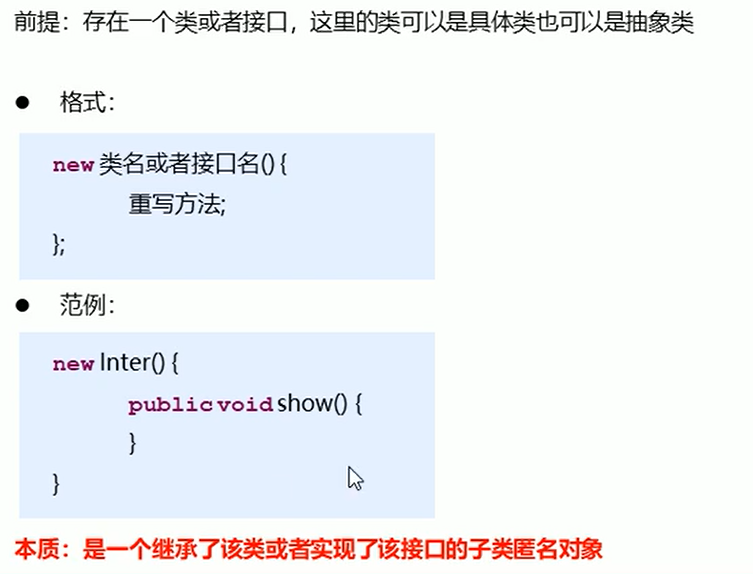 前提：存在一个类或者接口，这里的类可以是具体类也可以是抽象类
● 格式：
new 类名或者接口名() {
重写方法;
};
● 范例：
new Inter() {
public void show() {
}
}
本质：是一个继承了该类或者实现了该接口的子类匿名对象